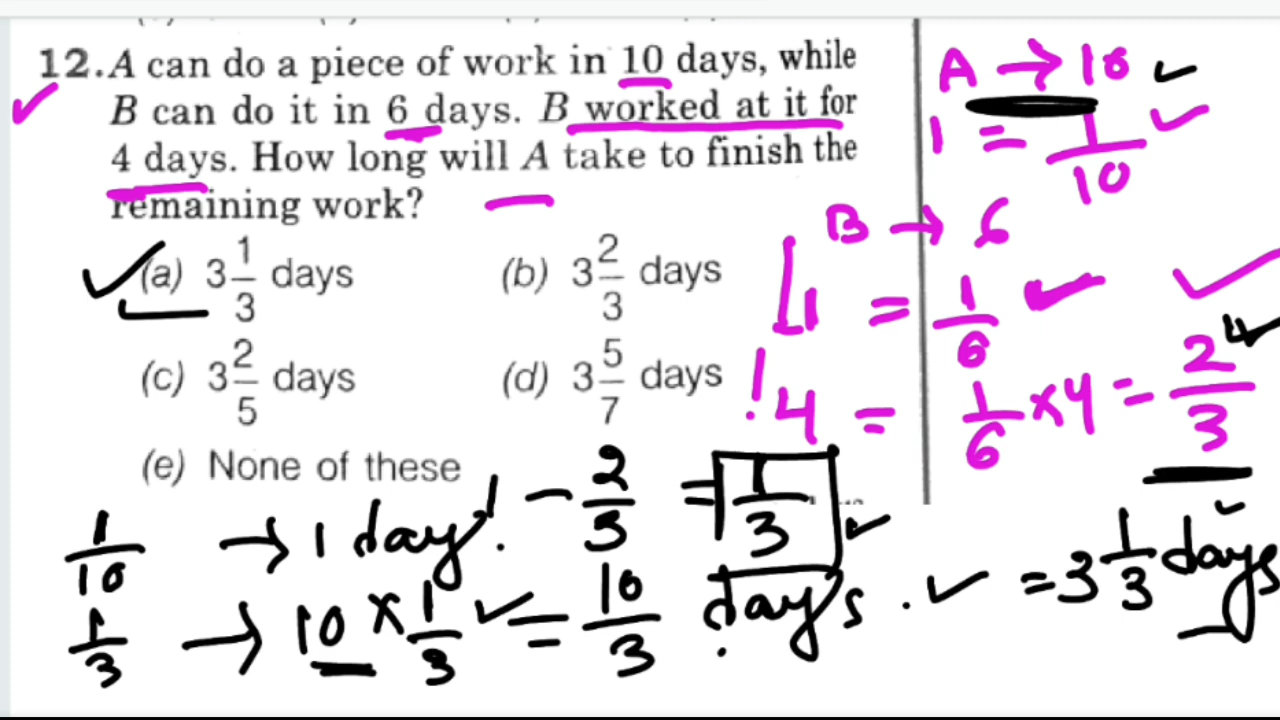 12. A can do a piece of work in 10 days, while
B can do it in 6 days. B worked at it for
4 days. How long will A take to finish the
remaining work?
(a) 3 1/3 days (b) 3 2/3 days
(c) 3 2/5 days (d) 3 5/7 days
(e) None of these
A → 10
1 = 1/10
B → 6
1 = 1/6
4 = 1/6 × 4 = 2/3
1 - 2/3 = 1/3
1/10 → 1 day
1/3 → 10 × 1/3 = 10/3 days. = 3 1/3 days